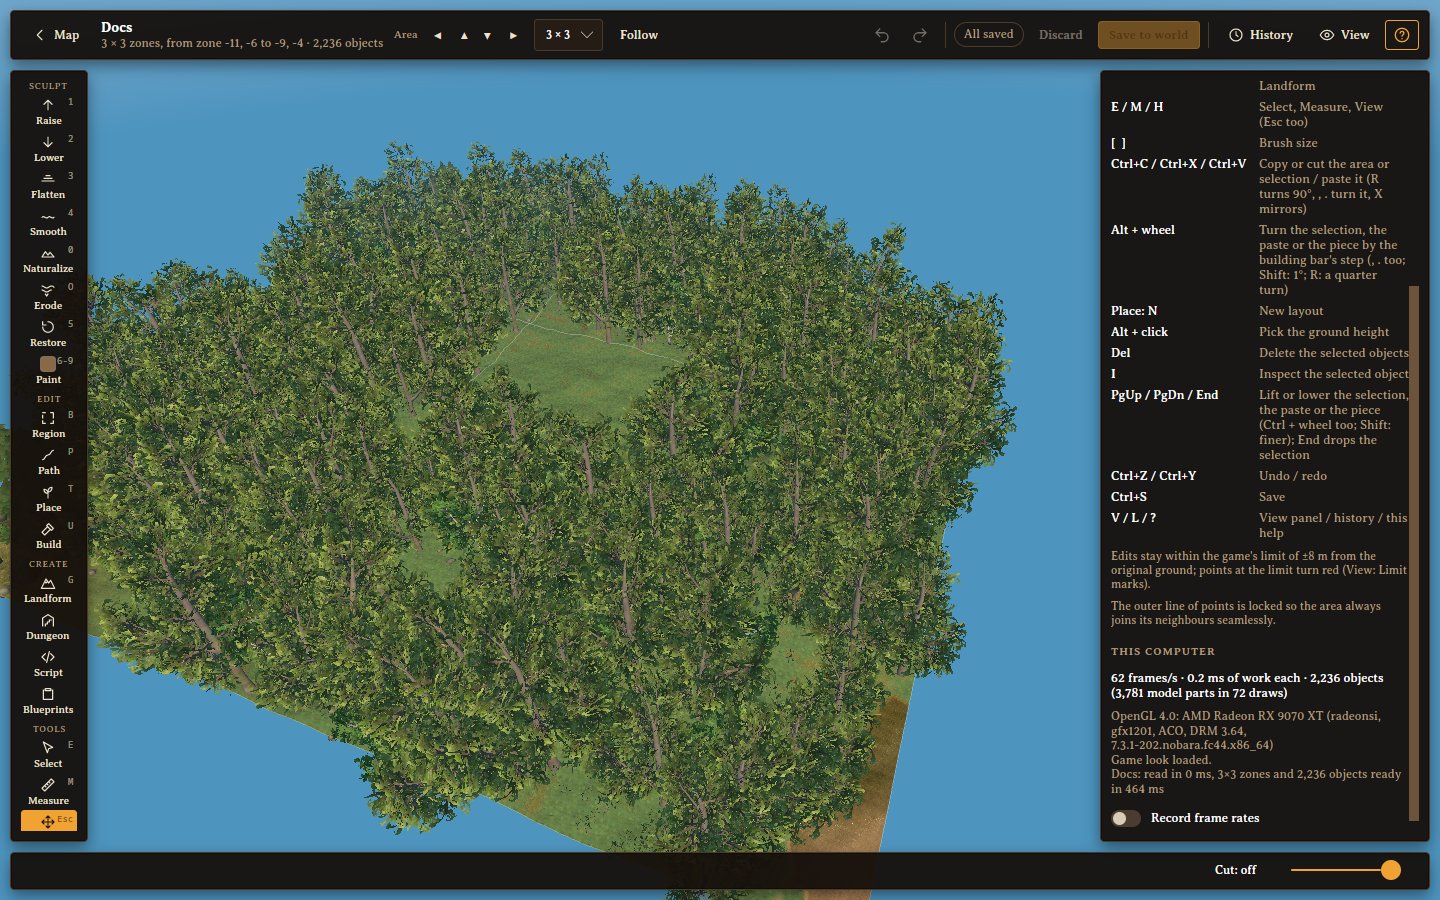 Map
Docs
3 × 3 zones, from zone -11, -6 to -9, -4 · 2,236 objects
Area
3 × 3
Follow
All saved
Discard
Save to world
History
View
SCULPT
1
Raise
2
Lower
3
Flatten
4
Smooth
0
Naturalize
O
Erode
5
Restore
6-9
Paint
EDIT
B
Region
P
Path
T
Place
U
Build
CREATE
G
Landform
Dungeon
Script
Blueprints
TOOLS
E
Select
M
Measure
Esc
Landform
E / M / H
Select, Measure, View
(Esc too)
[ ]
Brush size
Ctrl+C / Ctrl+X / Ctrl+V
Copy or cut the area or
selection / paste it (R
turns 90°, , . turn it, X
mirrors)
Alt + wheel
Turn the selection, the
paste or the piece by the
building bar's step (, . too;
Shift: 1°; R: a quarter
turn)
Place: N
New layout
Alt + click
Pick the ground height
Del
Delete the selected objects
I
Inspect the selected object
PgUp / PgDn / End
Lift or lower the selection,
the paste or the piece
(Ctrl + wheel too; Shift:
finer); End drops the
selection
Ctrl+Z / Ctrl+Y
Undo / redo
Ctrl+S
Save
V / L / ?
View panel / history / this
help
Edits stay within the game's limit of ±8 m from the
original ground; points at the limit turn red (View: Limit
marks).
The outer line of points is locked so the area always
joins its neighbours seamlessly.
THIS COMPUTER
62 frames/s · 0.2 ms of work each · 2,236 objects
(3,781 model parts in 72 draws)
OpenGL 4.0: AMD Radeon RX 9070 XT (radeonsi,
gfx1201, ACO, DRM 3.64,
7.3.1-202.nobara.fc44.x86_64)
Game look loaded.
Docs: read in 0 ms, 3×3 zones and 2,236 objects ready
in 464 ms
Record frame rates
Cut: off